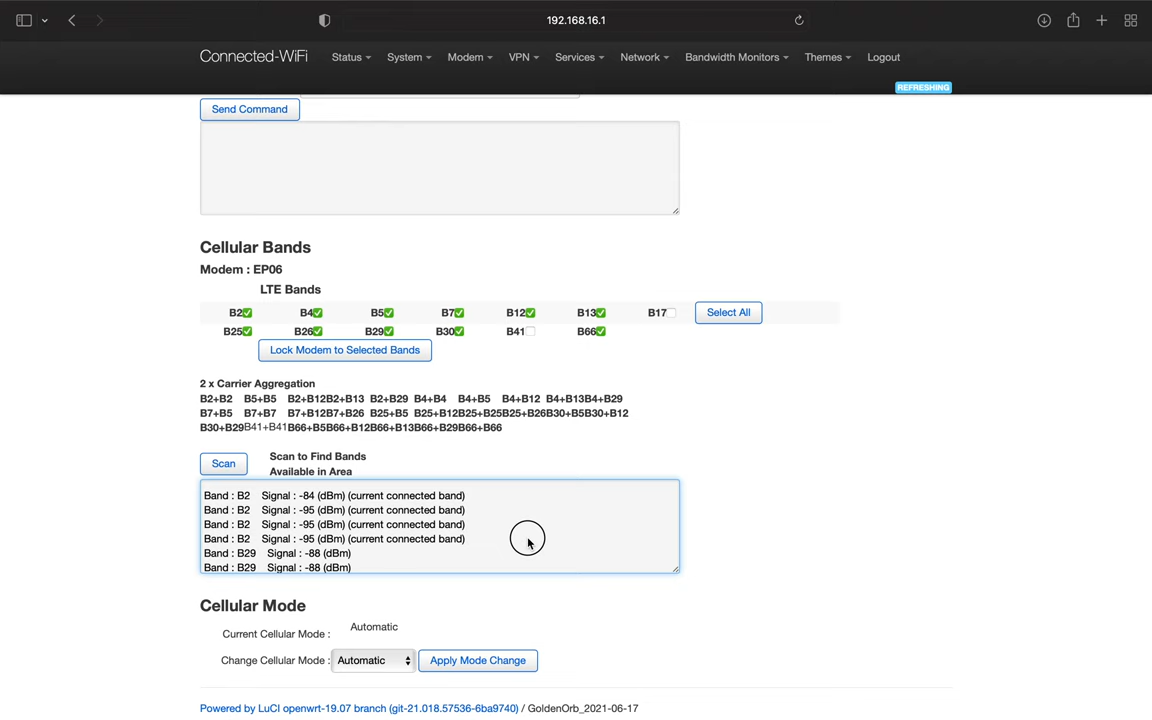 192.168.16.1
Connected-WiFi Status System Modem VPN Services Network Bandwidth Monitors Themes Logout
REFRESHING
Send Command
Cellular Bands
Modem : EP06
LTE Bands
B2 B4 B5 B7 B12 B13 B17 Select All
B25 B26 B29 B30 B41 B66
Lock Modem to Selected Bands
2 x Carrier Aggregation
B2+B2 B5+B5 B2+B12B2+B13 B2+B29 B4+B4 B4+B5 B4+B12 B4+B13B4+B29
B7+B5 B7+B7 B7+B12B7+B26 B25+B5 B25+B12B25+B25B25+B26B30+B5B30+B12
B30+B29B41+B41B66+B5B66+B12B66+B13B66+B29B66+B66
Scan Scan to Find Bands
Available in Area
Band : B2 Signal : -84 (dBm) (current connected band)
Band : B2 Signal : -95 (dBm) (current connected band)
Band : B2 Signal : -95 (dBm) (current connected band)
Band : B2 Signal : -95 (dBm) (current connected band)
Band : B29 Signal : -88 (dBm)
Band : B29 Signal : -88 (dBm)
Cellular Mode
Current Cellular Mode : Automatic
Change Cellular Mode : Automatic Apply Mode Change
Powered by LuCI openwrt-19.07 branch (git-21.018.57536-6ba9740) / GoldenOrb_2021-06-17